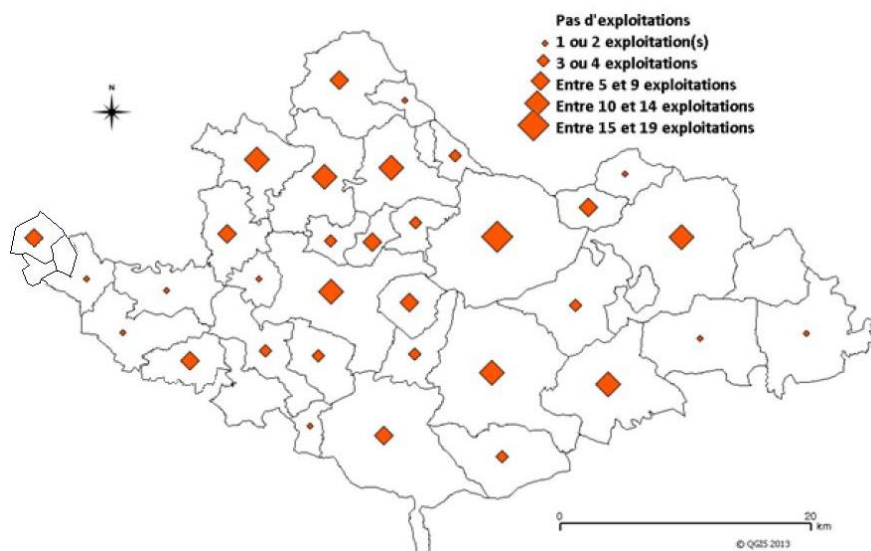 Pas d'exploitations
1 ou 2 exploitation(s)
3 ou 4 exploitations
Entre 5 et 9 exploitations
Entre 10 et 14 exploitations
Entre 15 et 19 exploitations
N
0 20
km
© QGIS 2013